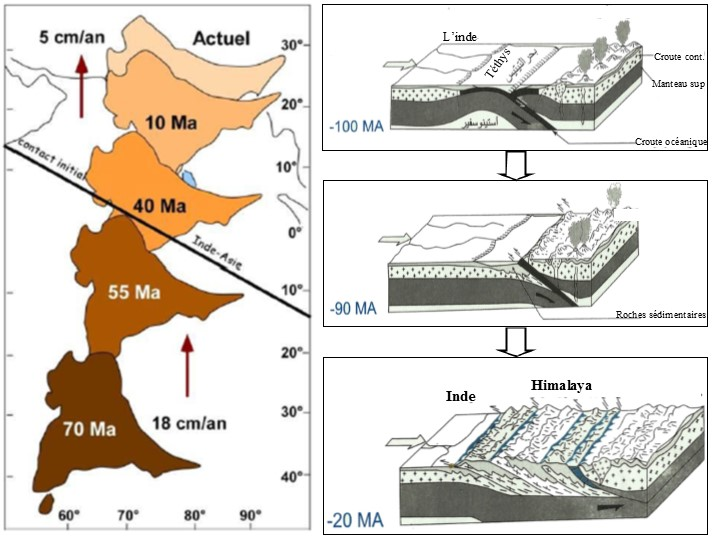 5 cm/an
Actuel
10 Ma
contact initial
Inde-Asie
40 Ma
55 Ma
18 cm/an
70 Ma
30°
20°
10°
0°
10°
20°
30°
40°
60° 70° 80° 90°
L'inde
Téthys
بحر التيتيس
Croute cont.
Manteau sup
أستينوسفير
-100 MA
Croute océanique
-90 MA
Roches sédimentaires
Inde
Himalaya
-20 MA